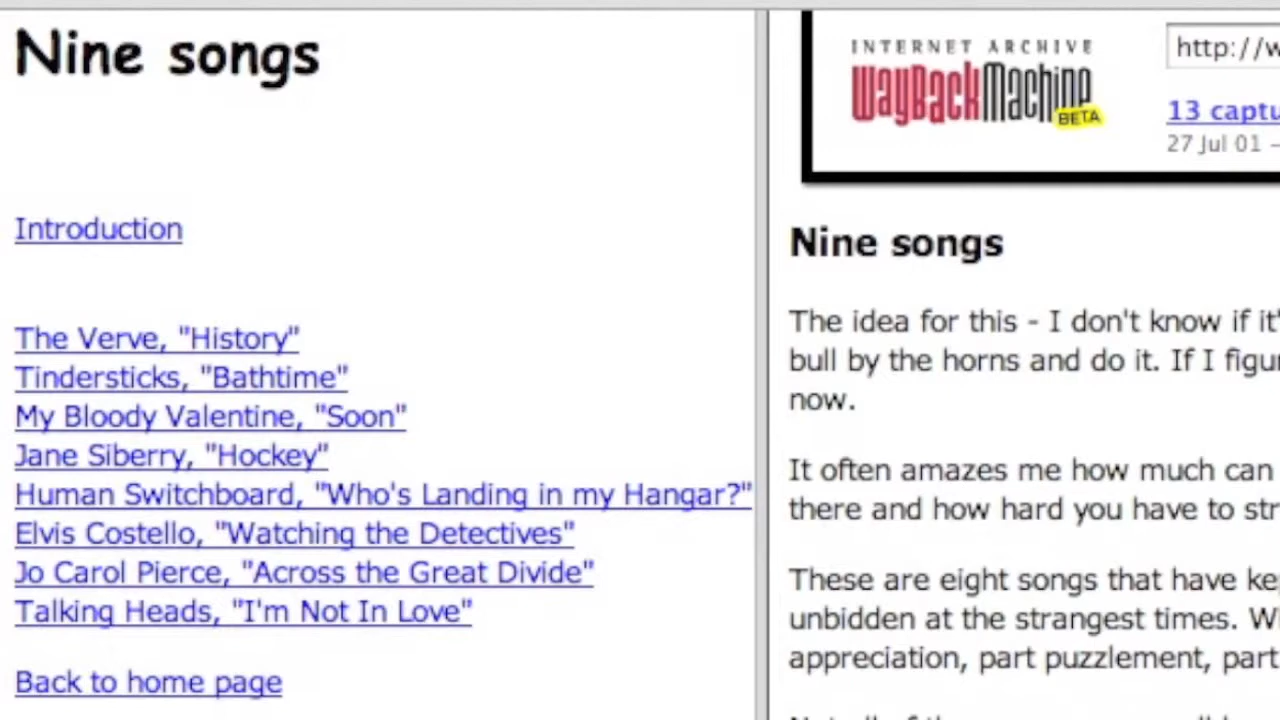 Nine songs
Introduction
The Verve, "History"
Tindersticks, "Bathtime"
My Bloody Valentine, "Soon"
Jane Siberry, "Hockey"
Human Switchboard, "Who's Landing in my Hangar?"
Elvis Costello, "Watching the Detectives"
Jo Carol Pierce, "Across the Great Divide"
Talking Heads, "I'm Not In Love"
Back to home page
INTERNET ARCHIVE
WayBackMachine
BETA
http://w
13 captu
27 Jul 01 -
Nine songs
The idea for this - I don't know if it'
bull by the horns and do it. If I figu
now.
It often amazes me how much can
there and how hard you have to str
These are eight songs that have ke
unbidden at the strangest times. Wi
appreciation, part puzzlement, part